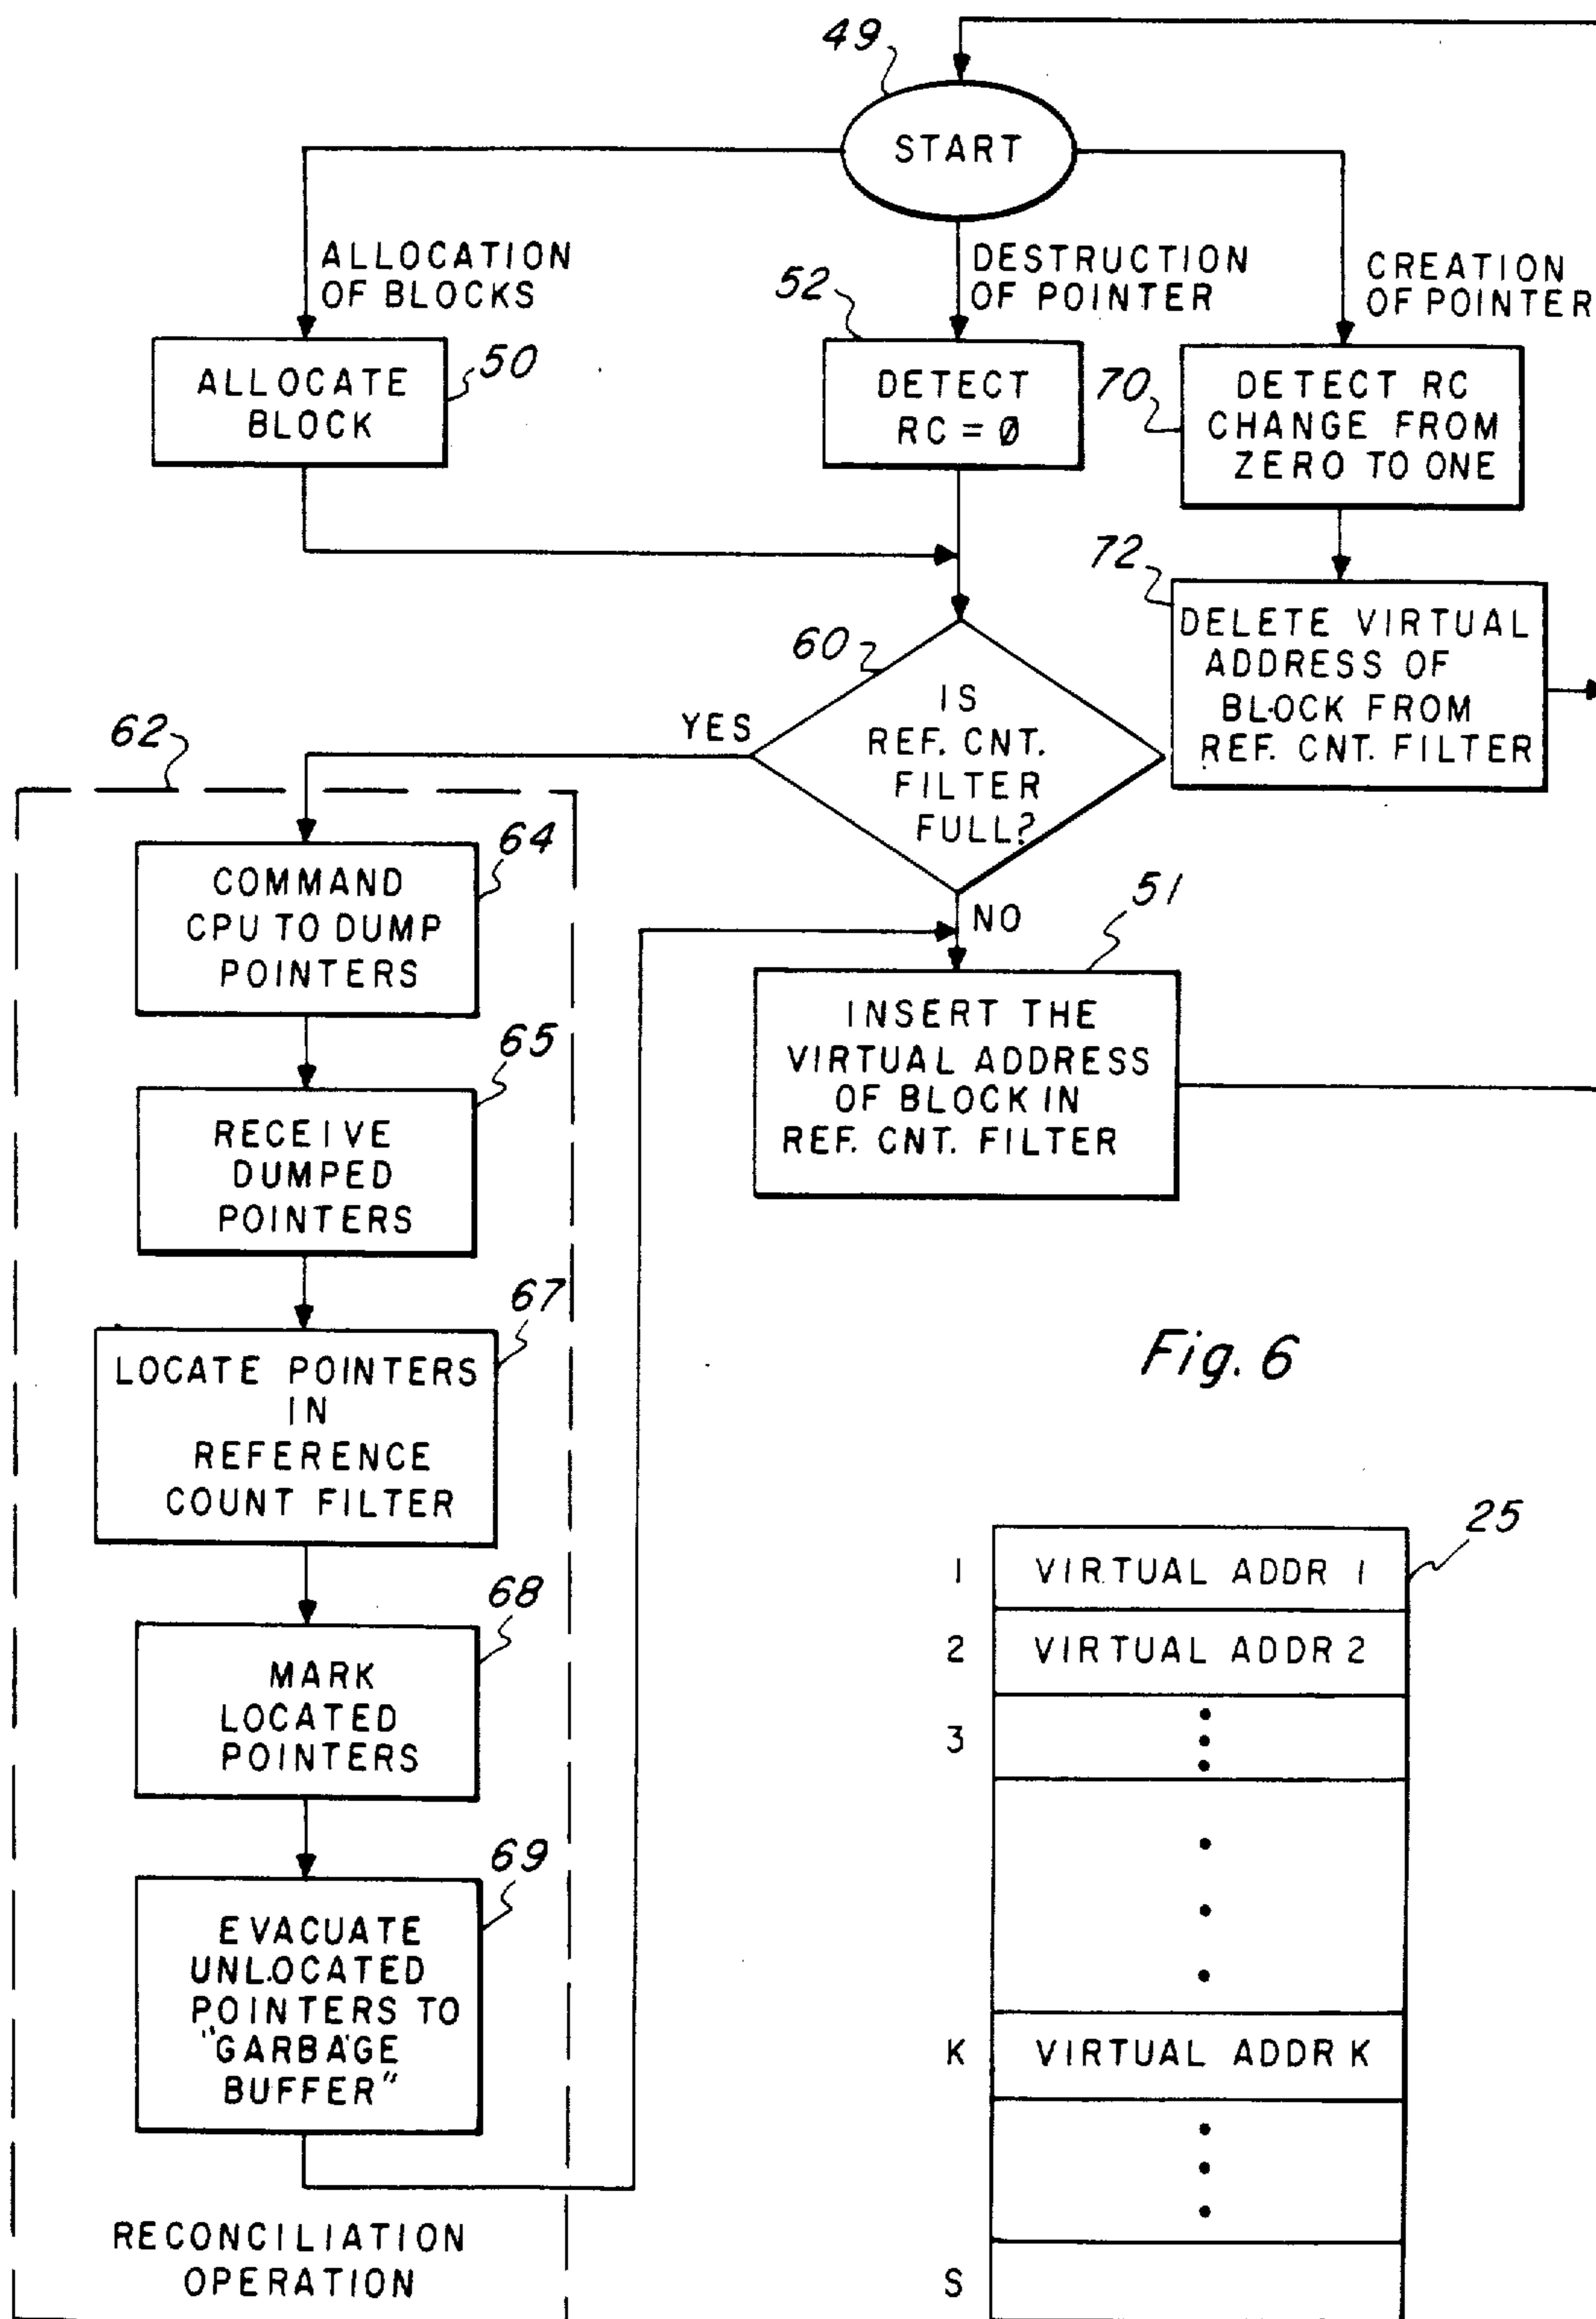 49
START
ALLOCATION
OF BLOCKS
DESTRUCTION
OF POINTER
CREATION
OF POINTER
52
50
ALLOCATE
BLOCK
DETECT
RC = Ø
70
DETECT RC
CHANGE FROM
ZERO TO ONE
72
DELETE VIRTUAL
ADDRESS OF
BLOCK FROM
REF. CNT. FILTER
60
IS
REF. CNT.
FILTER
FULL?
YES
NO
62
64
COMMAND
CPU TO DUMP
POINTERS
51
INSERT THE
VIRTUAL ADDRESS
OF BLOCK IN
REF. CNT. FILTER
65
RECEIVE
DUMPED
POINTERS
67
LOCATE POINTERS
IN
REFERENCE
COUNT FILTER
68
MARK
LOCATED
POINTERS
69
EVACUATE
UNLOCATED
POINTERS TO
"GARBAGE
BUFFER"
RECONCILIATION
OPERATION
Fig. 6
25
1 VIRTUAL ADDR 1
2 VIRTUAL ADDR 2
3
K VIRTUAL ADDR K
S